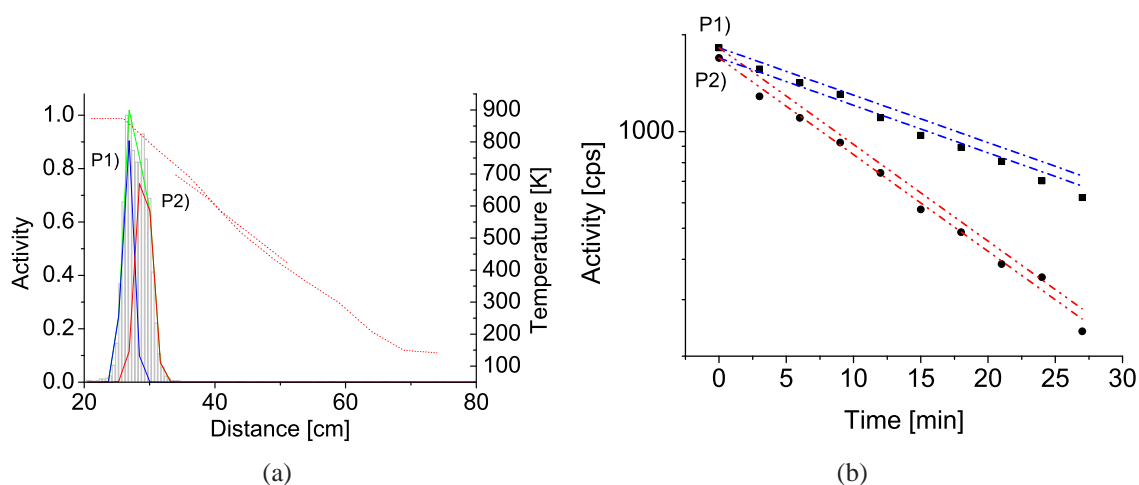 P1)
P2)
1.0
0.8
0.6
0.4
0.2
0.0
Activity
20
40
60
80
Distance [cm]
900
800
700
600
500
400
300
200
100
Temperature [K]
(a)
P1)
P2)
1000
Activity [cps]
0
5
10
15
20
25
30
Time [min]
(b)